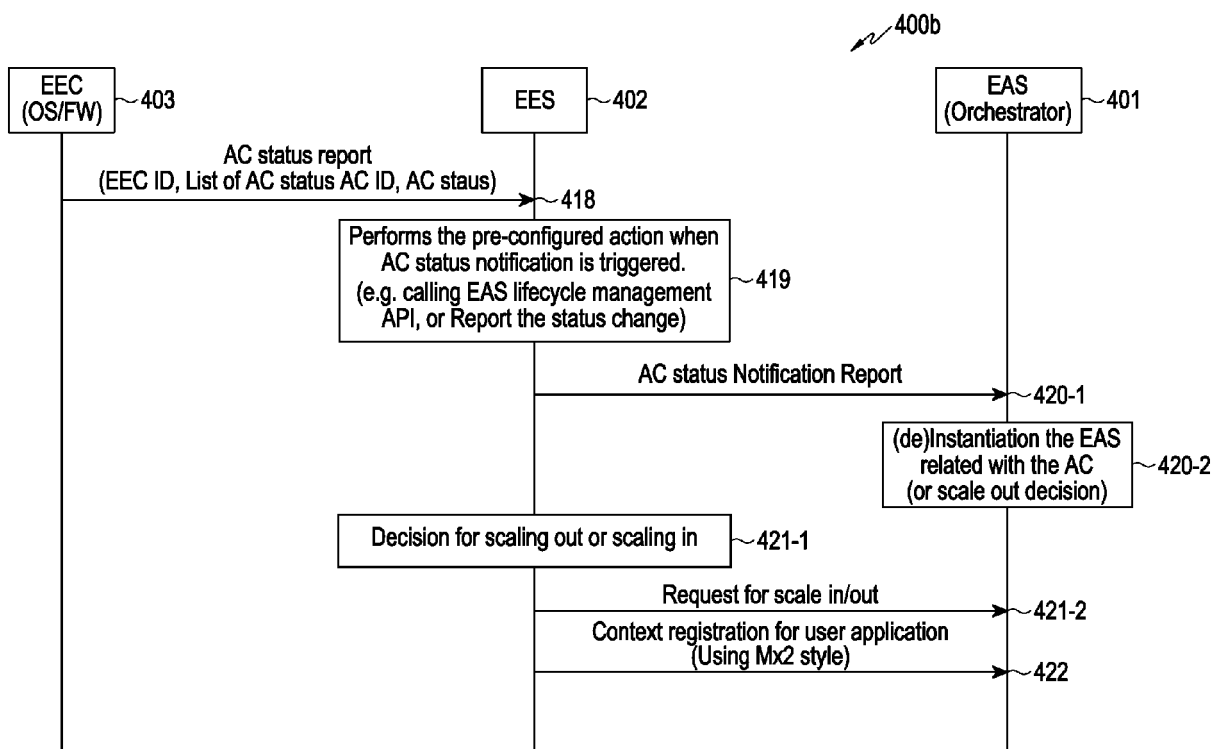 400b
EEC
(OS/FW)
403
EES
402
EAS
(Orchestrator)
401
AC status report
(EEC ID, List of AC status AC ID, AC staus)
418
Performs the pre-configured action when
AC status notification is triggered.
(e.g. calling EAS lifecycle management
API, or Report the status change)
419
AC status Notification Report
420-1
(de)Instantiation the EAS
related with the AC
(or scale out decision)
420-2
Decision for scaling out or scaling in
421-1
Request for scale in/out
421-2
Context registration for user application
(Using Mx2 style)
422